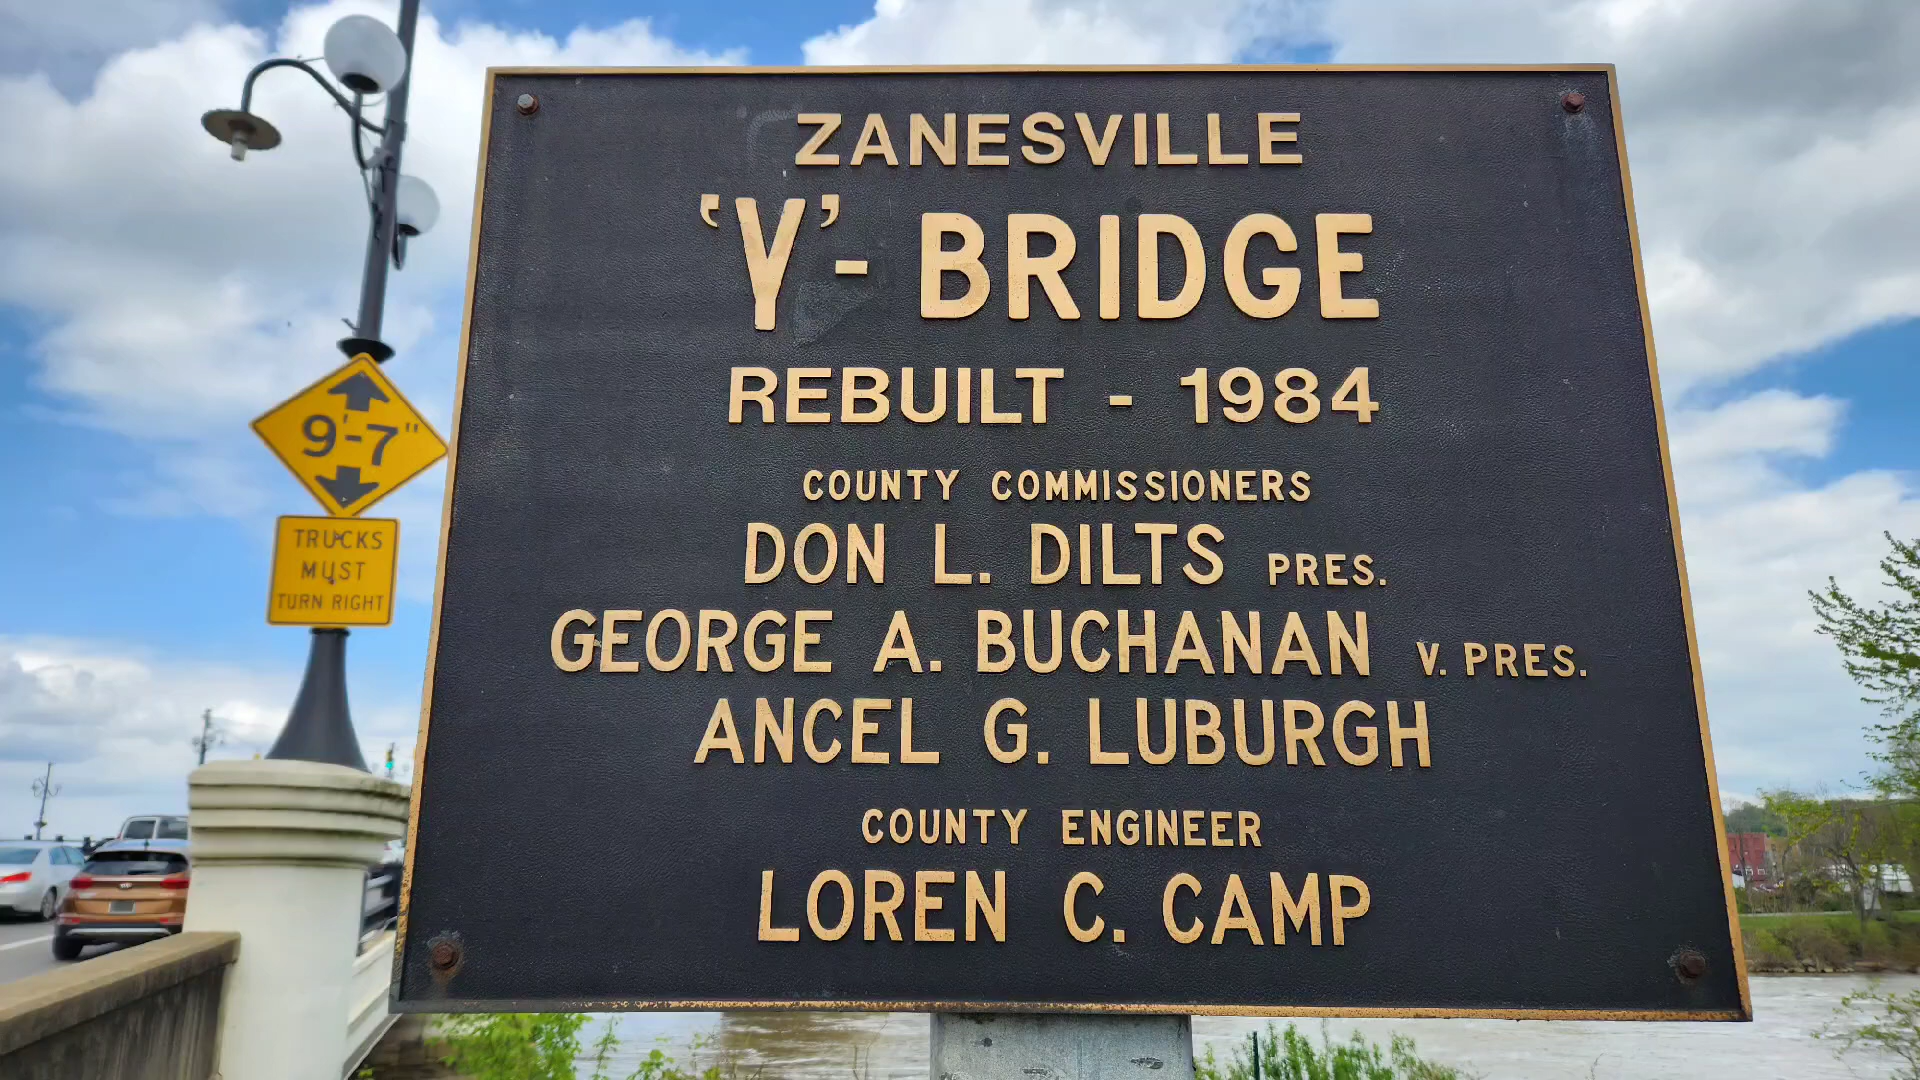 ZANESVILLE
'Y'- BRIDGE
REBUILT - 1984
COUNTY COMMISSIONERS
DON L. DILTS PRES.
GEORGE A. BUCHANAN V. PRES.
ANCEL G. LUBURGH
COUNTY ENGINEER
LOREN C. CAMP
9'-7"
TRUCKS
MUST
TURN RIGHT